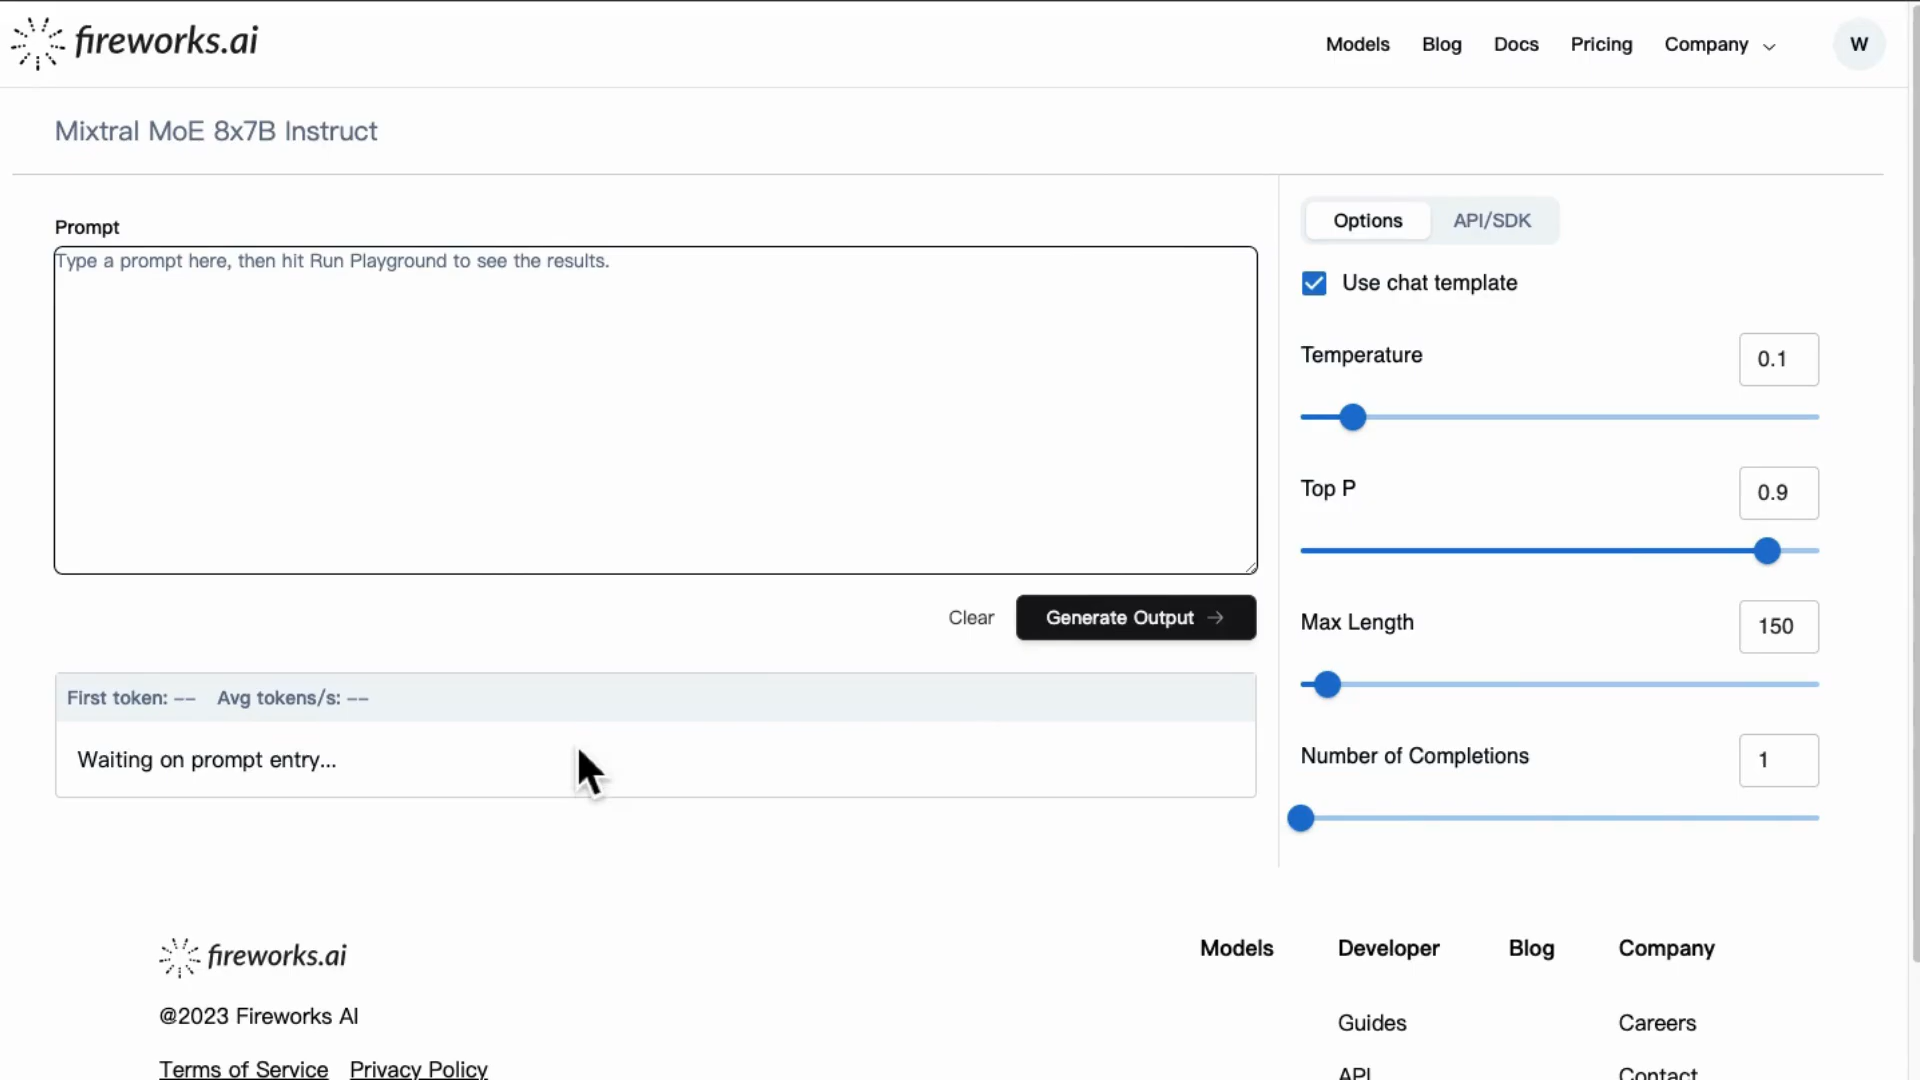 fireworks.ai
Models Blog Docs Pricing Company W
Mixtral MoE 8x7B Instruct
Prompt
Type a prompt here, then hit Run Playground to see the results.
Clear Generate Output →
First token: -- Avg tokens/s: --
Waiting on prompt entry...
Options API/SDK
Use chat template
Temperature 0.1
Top P 0.9
Max Length 150
Number of Completions 1
fireworks.ai
@2023 Fireworks AI
Terms of Service Privacy Policy
Models Developer Blog Company
Guides Careers
API Contact